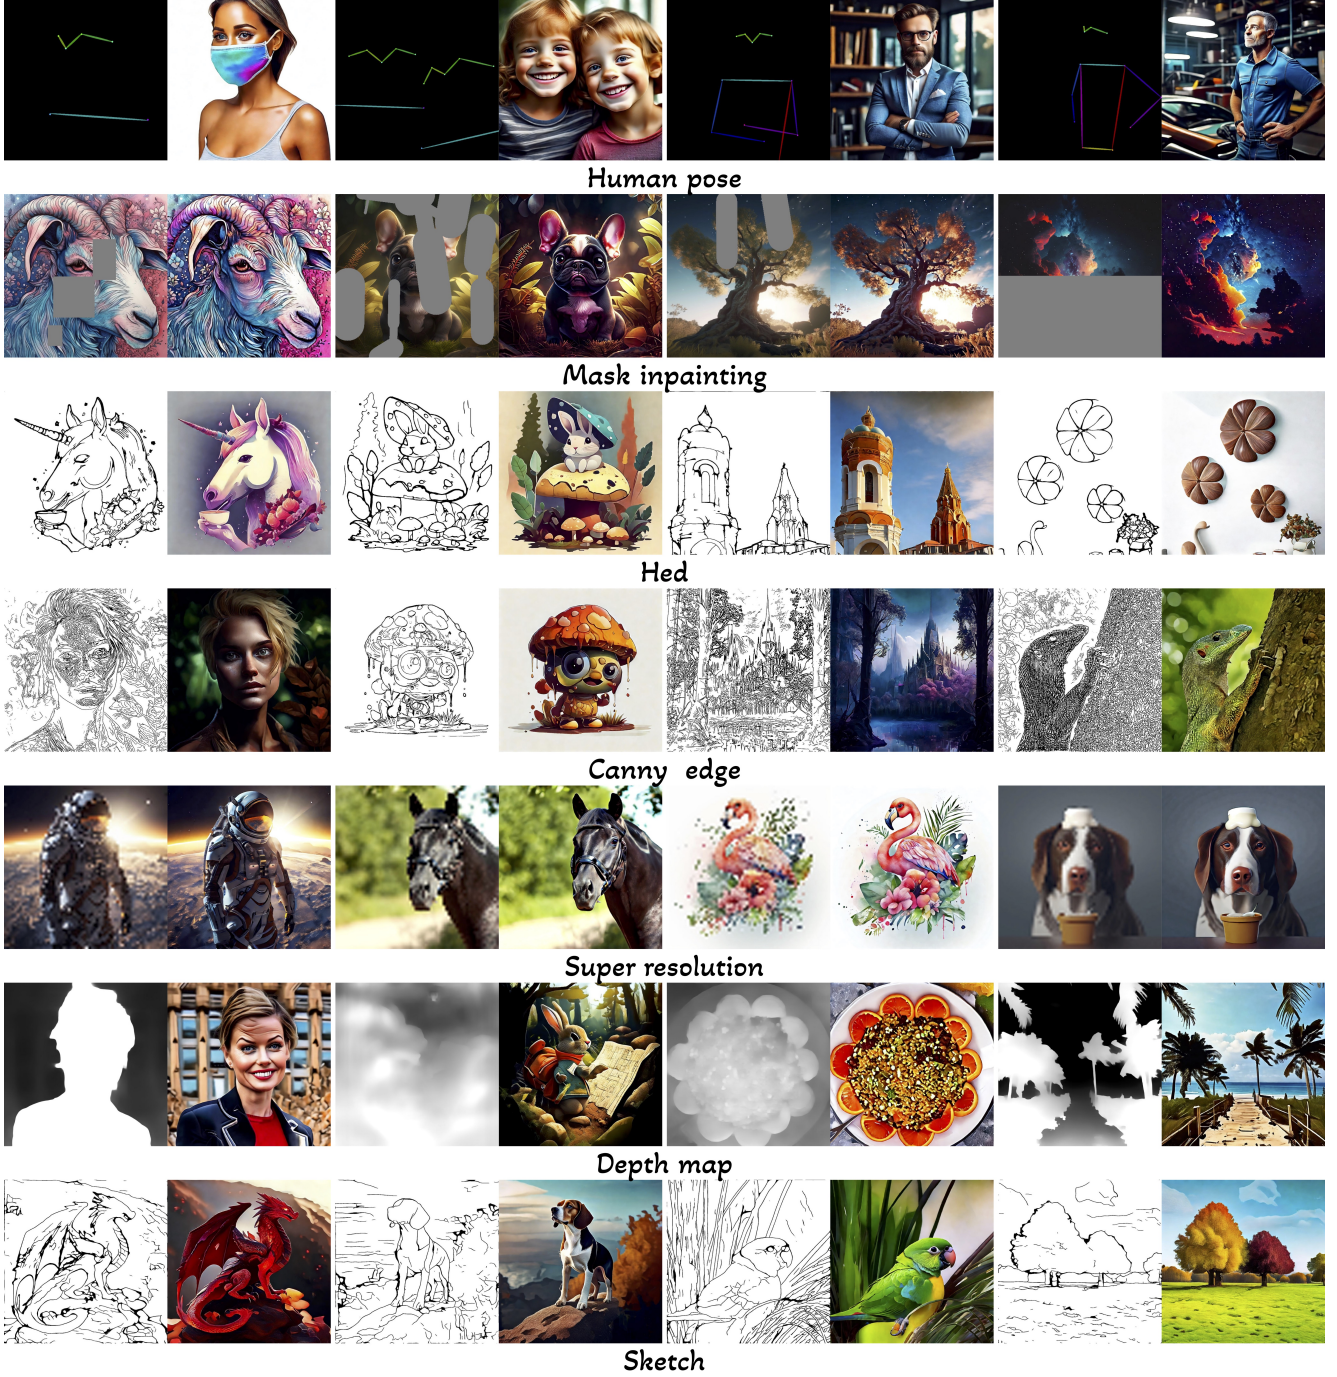 Human pose
Mask inpainting
Hed
Canny edge
Super resolution
Depth map
Sketch